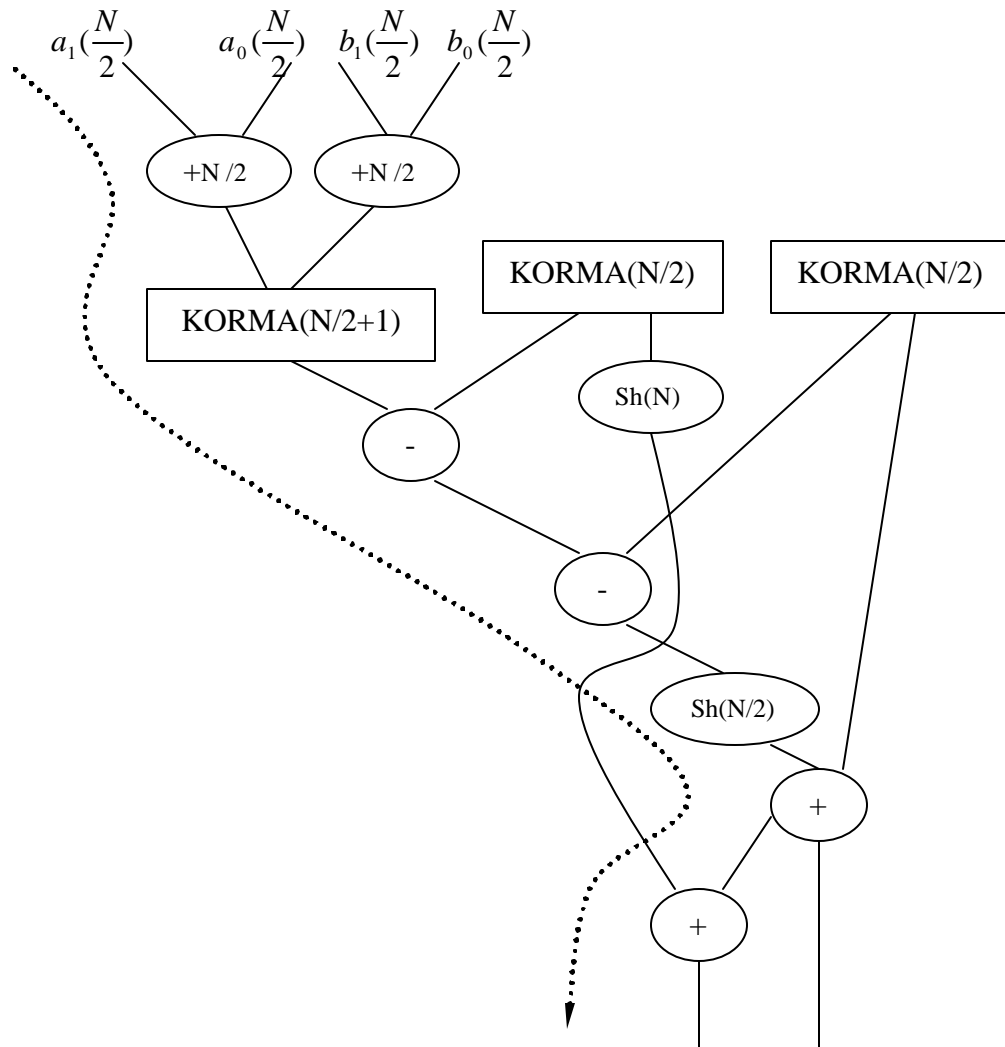 a₁(N/2) a₀(N/2) b₁(N/2) b₀(N/2)
+N /2 +N /2
KORMA(N/2) KORMA(N/2)
KORMA(N/2+1)
Sh(N)
-
-
Sh(N/2)
+
+